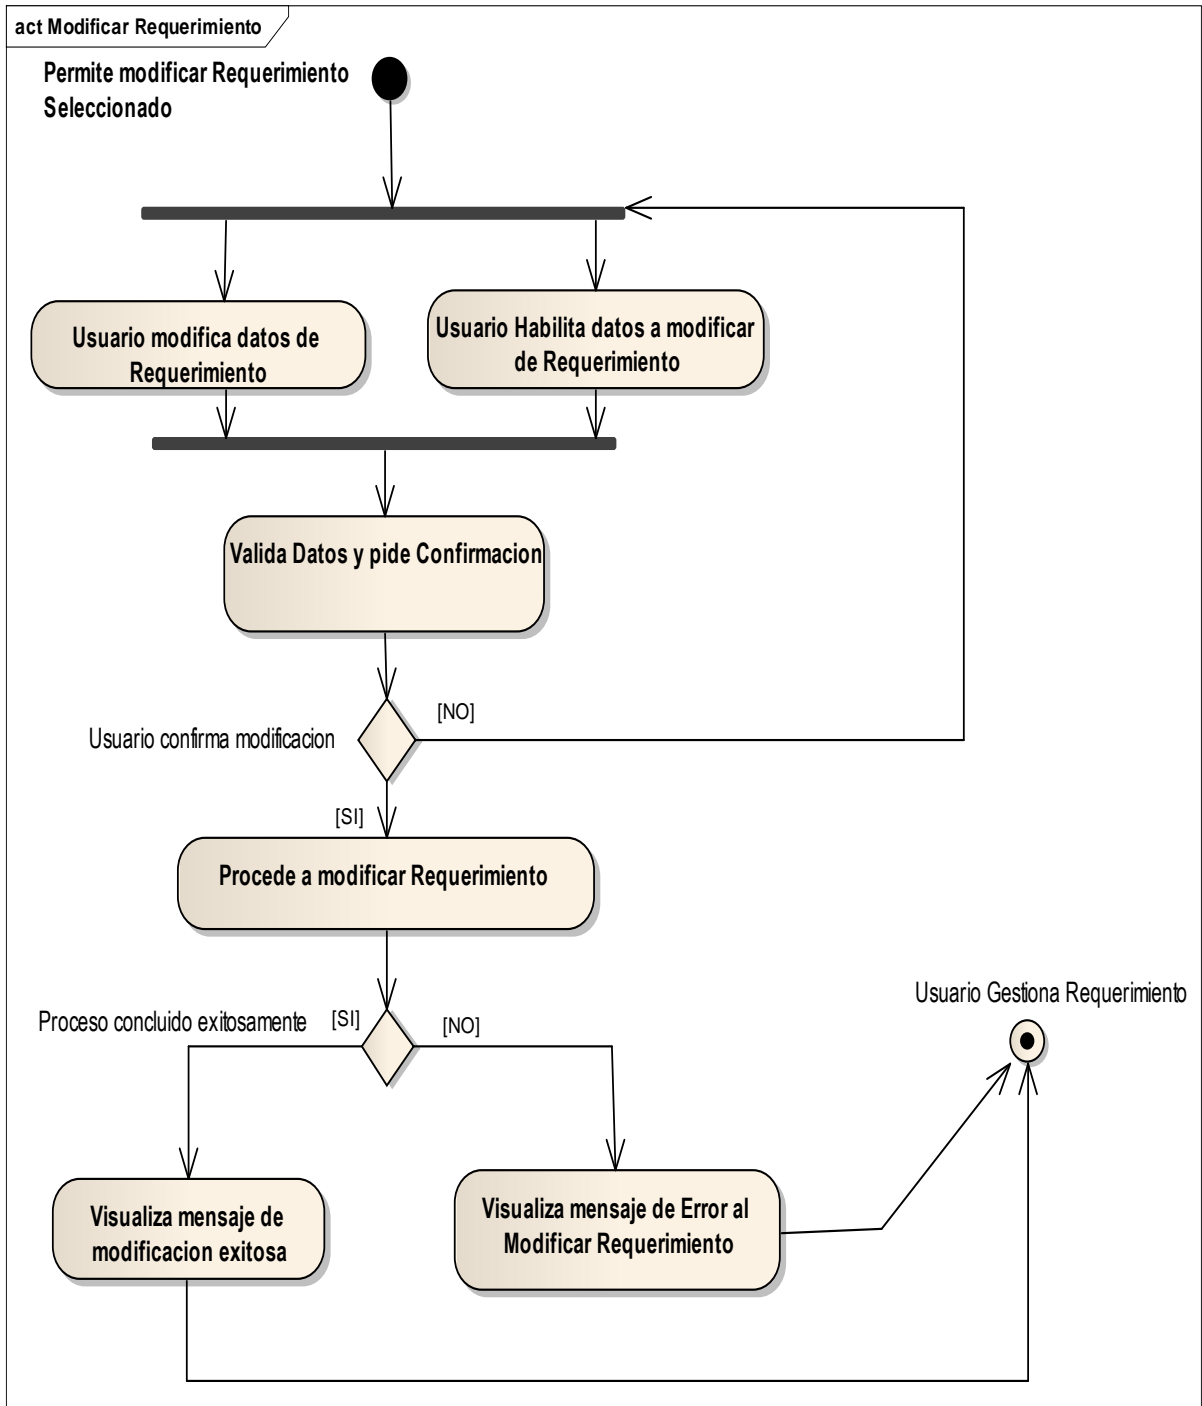 act Modificar Requerimiento
Permite modificar Requerimiento
Seleccionado
Usuario modifica datos de
Requerimiento
Usuario Habilita datos a modificar
de Requerimiento
Valida Datos y pide Confirmacion
[NO]
Usuario confirma modificacion
[SI]
Procede a modificar Requerimiento
Usuario Gestiona Requerimiento
Proceso concluido exitosamente
[SI]
[NO]
Visualiza mensaje de
modificacion exitosa
Visualiza mensaje de Error al
Modificar Requerimiento